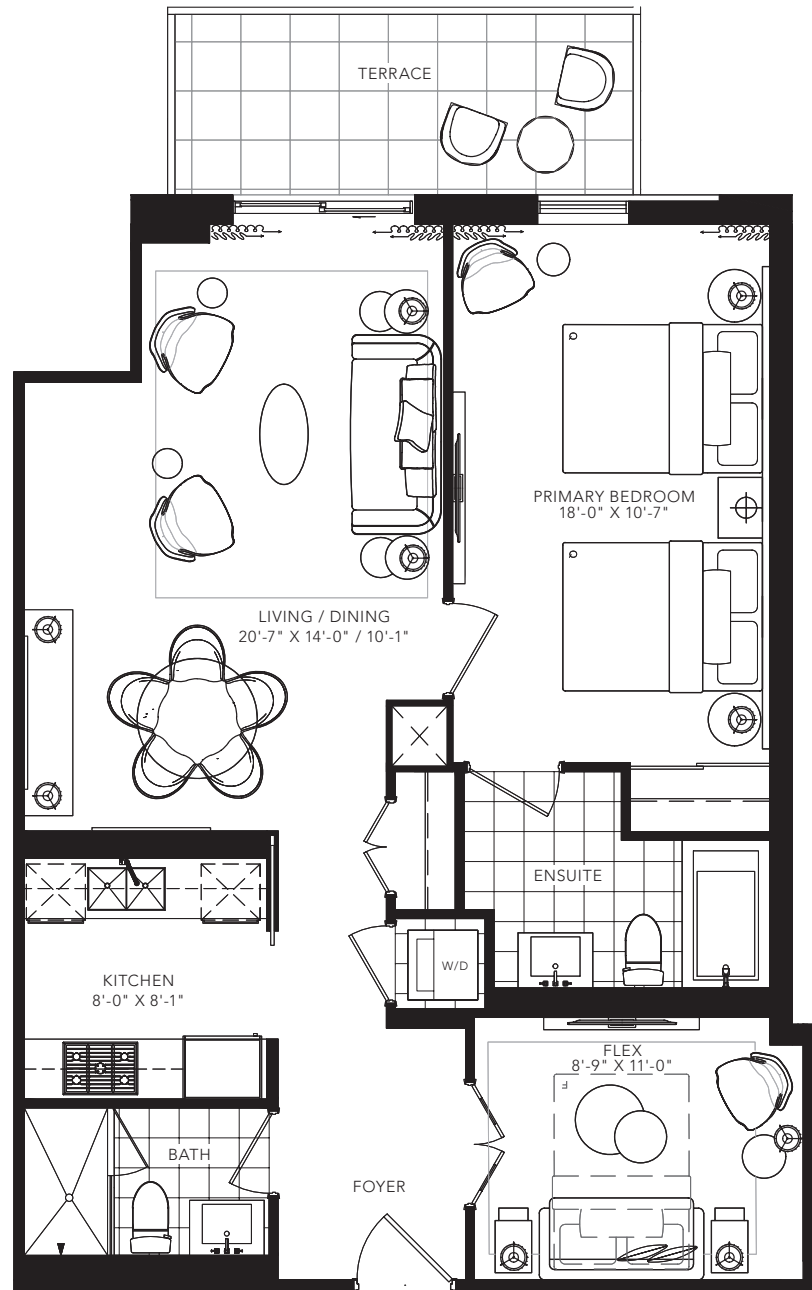 TERRACE
PRIMARY BEDROOM
18'-0" X 10'-7"
LIVING / DINING
20'-7" X 14'-0" / 10'-1"
ENSUITE
W/D
KITCHEN
8'-0" X 8'-1"
FLEX
8'-9" X 11'-0"
F
BATH
FOYER